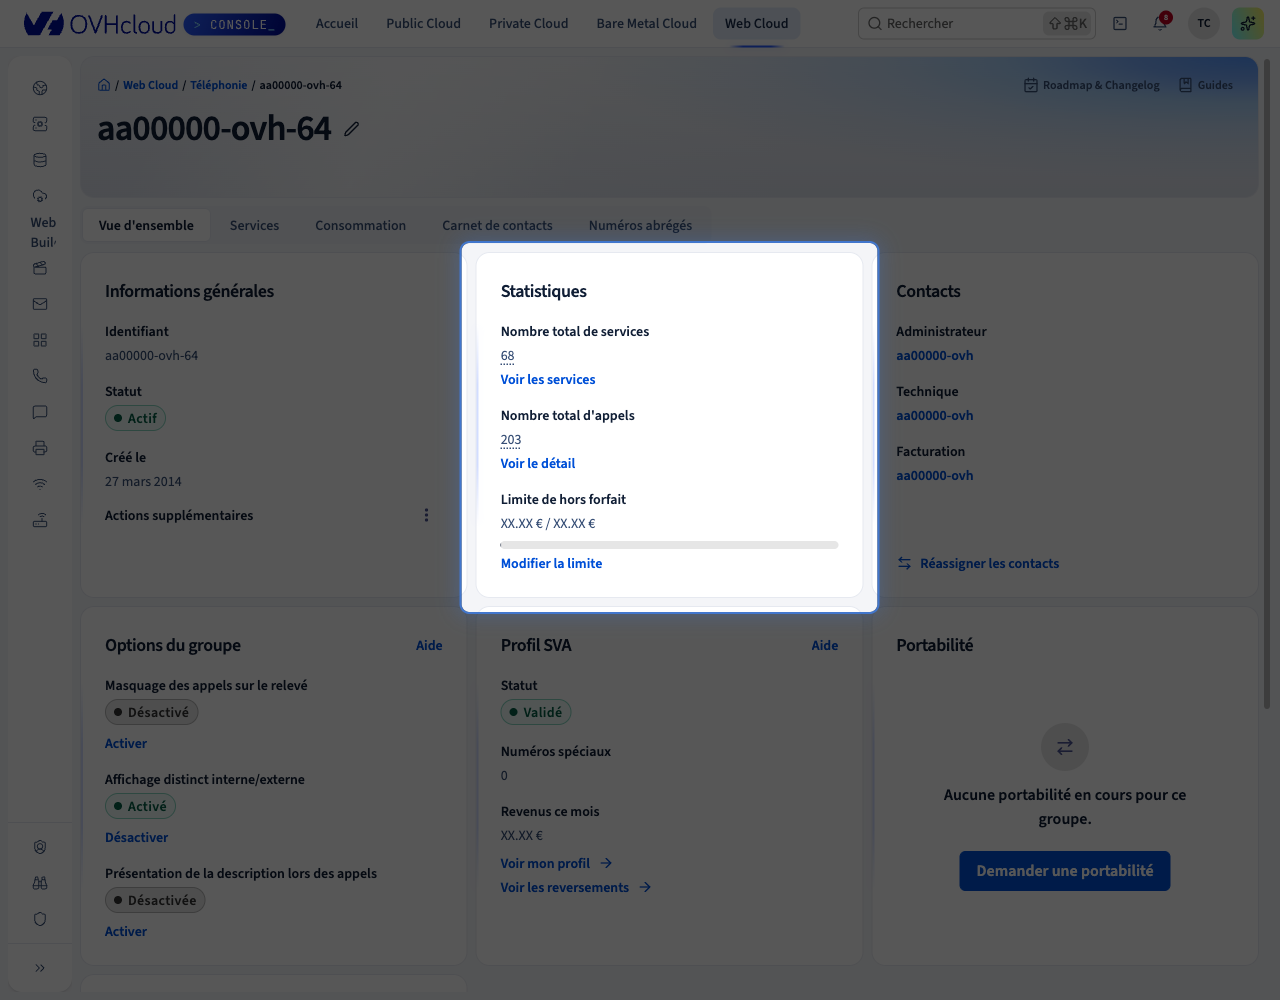 OVHcloud
> CONSOLE_
Accueil
Public Cloud
Private Cloud
Bare Metal Cloud
Web Cloud
Rechercher
⇧⌘K
8
TC
/ Web Cloud / Téléphonie / aa00000-ovh-64
Roadmap & Changelog
Guides
aa00000-ovh-64
Vue d'ensemble
Services
Consommation
Carnet de contacts
Numéros abrégés
Web
Buil
Informations générales
Identifiant
aa00000-ovh-64
Statut
Actif
Créé le
27 mars 2014
Actions supplémentaires
Statistiques
Nombre total de services
68
Voir les services
Nombre total d'appels
203
Voir le détail
Limite de hors forfait
XX.XX € / XX.XX €
Modifier la limite
Contacts
Administrateur
aa00000-ovh
Technique
aa00000-ovh
Facturation
aa00000-ovh
Réassigner les contacts
Options du groupe
Aide
Masquage des appels sur le relevé
Désactivé
Activer
Affichage distinct interne/externe
Activé
Désactiver
Présentation de la description lors des appels
Désactivée
Activer
Profil SVA
Aide
Statut
Validé
Numéros spéciaux
0
Revenus ce mois
XX.XX €
Voir mon profil
Voir les reversements
Portabilité
Aucune portabilité en cours pour ce
groupe.
Demander une portabilité